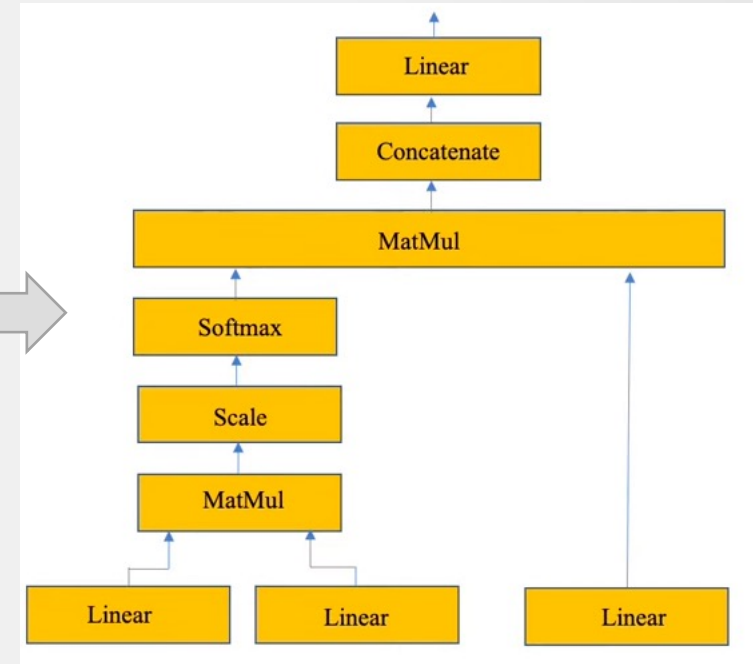 Linear
Concatenate
MatMul
Softmax
Scale
MatMul
Linear
Linear
Linear